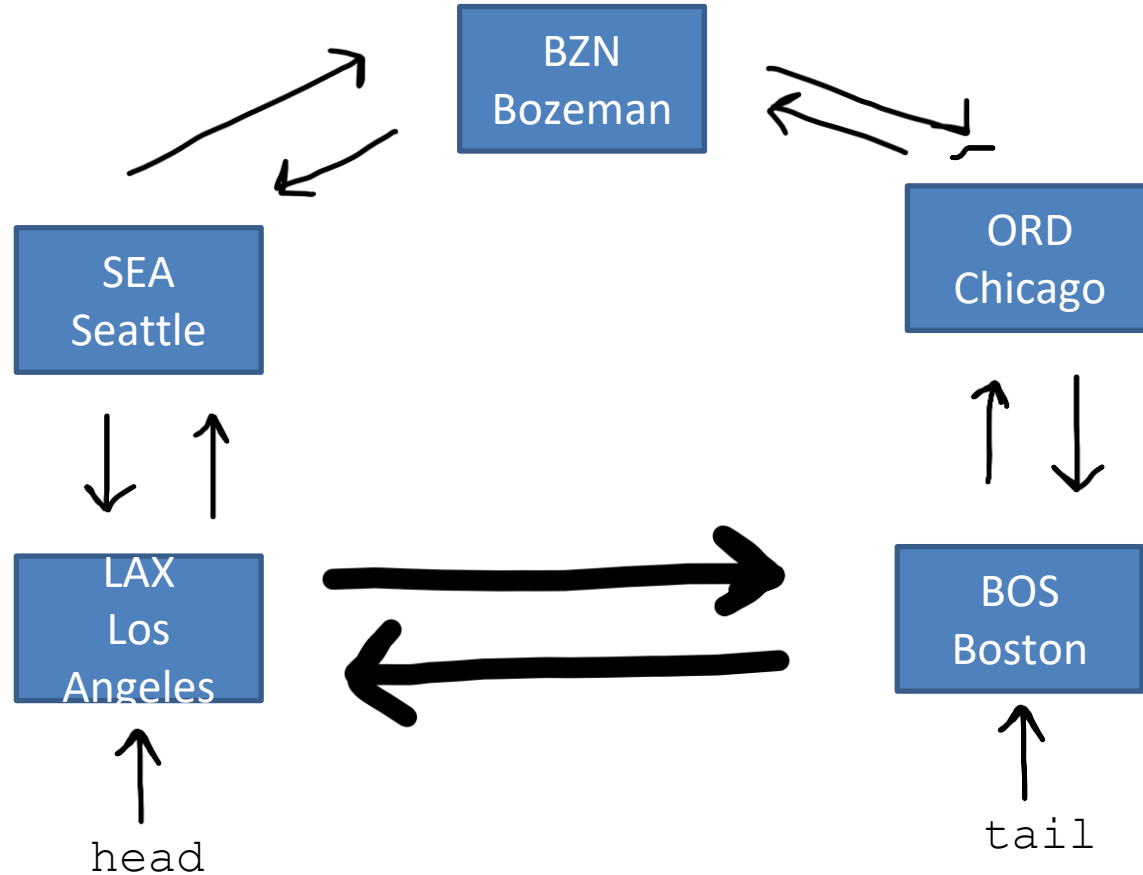 BZN
Bozeman
SEA
Seattle
ORD
Chicago
LAX
Los
Angeles
BOS
Boston
head
tail